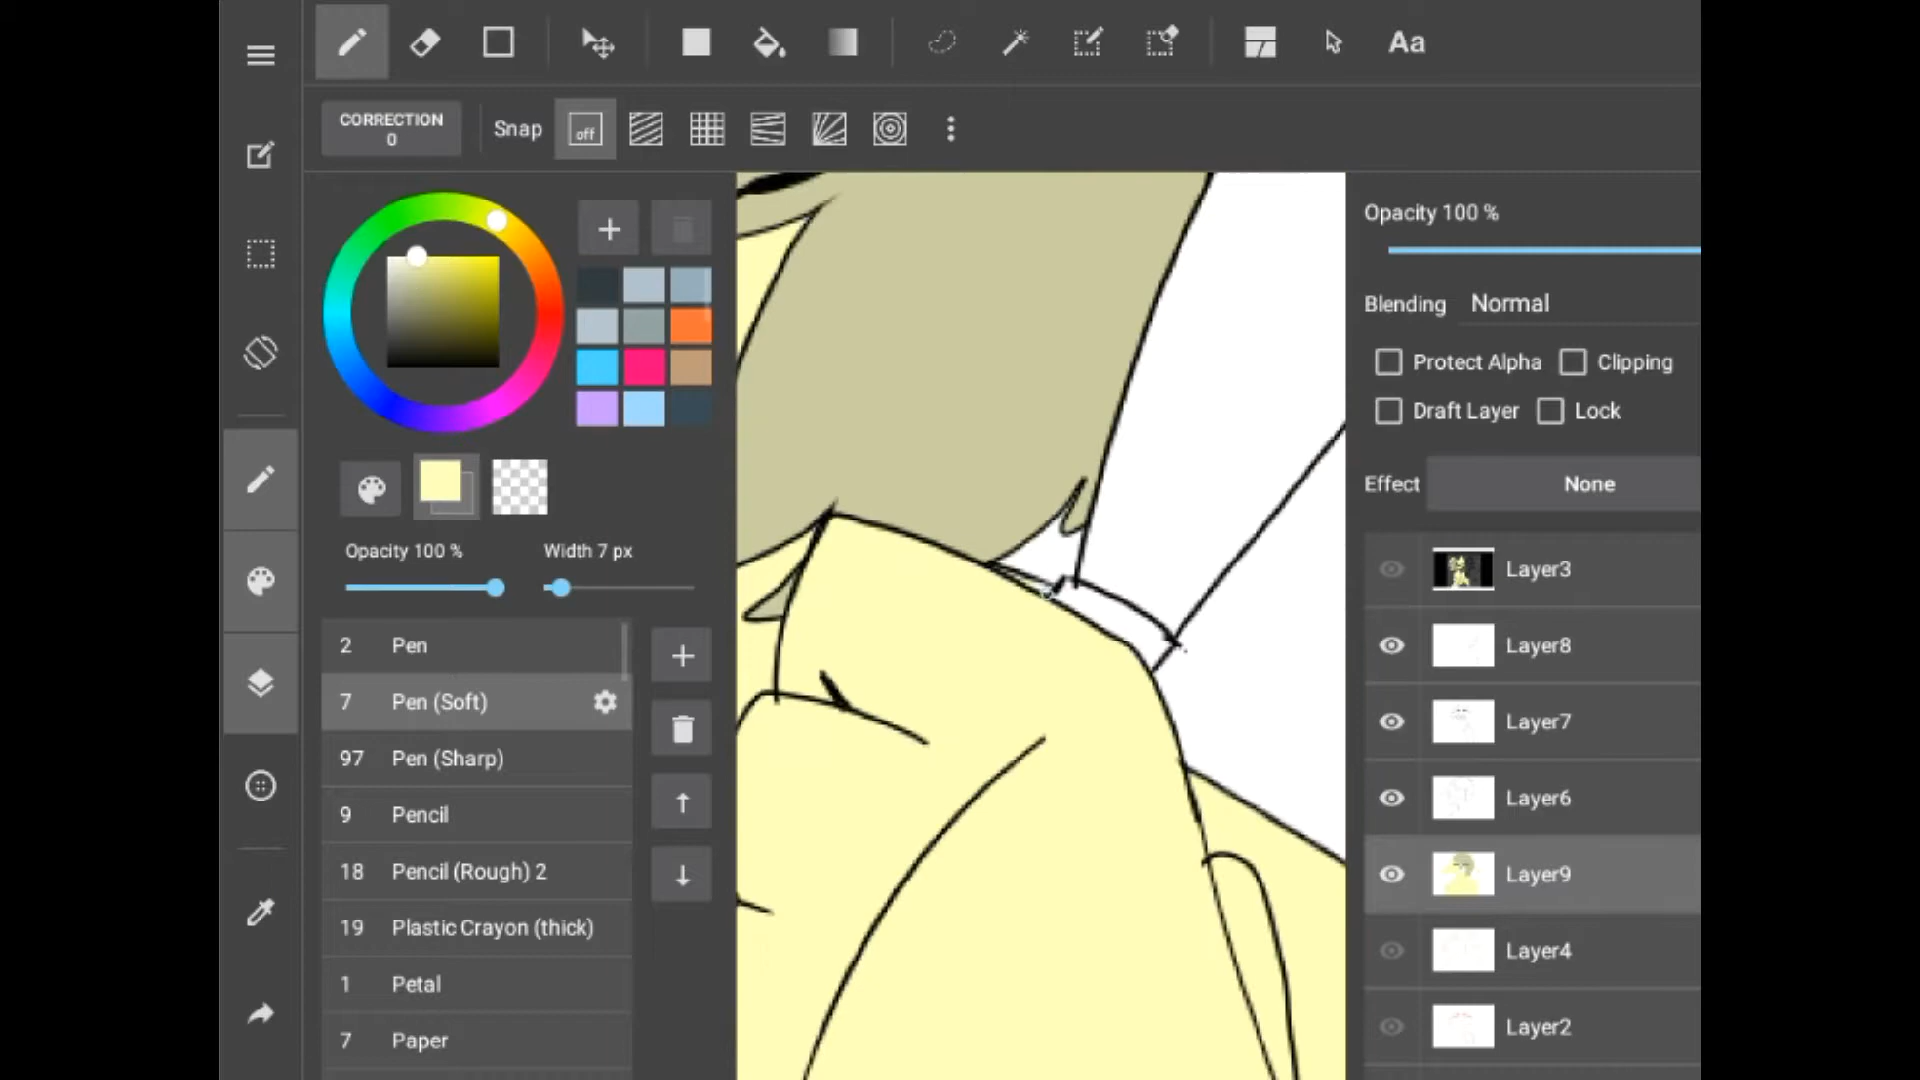 Aa
CORRECTION
0
Snap
off
Opacity 100 %
Blending Normal
Protect Alpha
Clipping
Draft Layer
Lock
Effect None
Opacity 100 %
Width 7 px
2 Pen
7 Pen (Soft)
97 Pen (Sharp)
9 Pencil
18 Pencil (Rough) 2
19 Plastic Crayon (thick)
1 Petal
7 Paper
Layer3
Layer8
Layer7
Layer6
Layer9
Layer4
Layer2